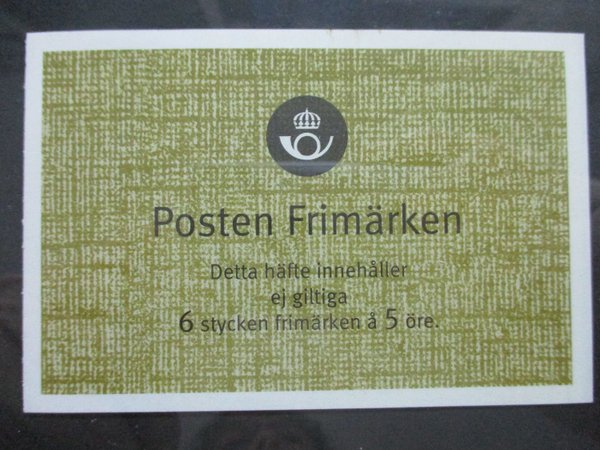 Posten Frimärken
Detta häfte innehåller
ej giltiga
6 stycken frimärken å 5 öre.